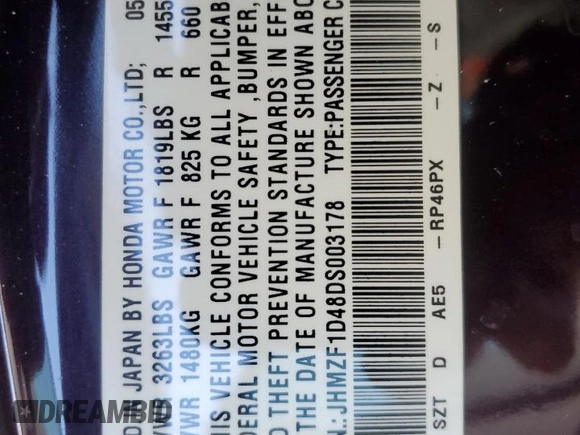 D JAPAN BY HONDA MOTOR CO.,LTD; 05
VWR 3263LBS GAWR F 1819LBS R 1455
VWR 1480KG GAWR F 825 KG R 660
IS VEHICLE CONFORMS TO ALL APPLICAB
DERAL MOTOR VEHICLE SAFETY ,BUMPER,
D THEFT PREVENTION STANDARDS IN EFF
THE DATE OF MANUFACTURE SHOWN ABO
N.:JHMZF1D48DS003178 TYPE:PASSENGER C
SZT D AE5 -RP46PX -Z -S
DREAMBID